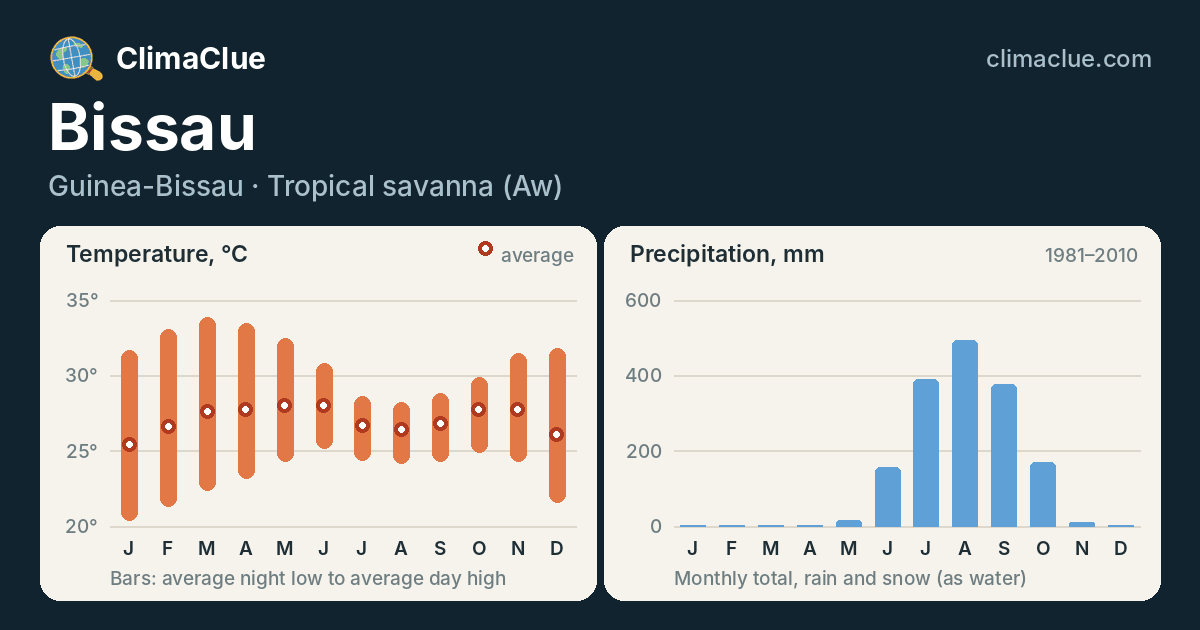 ClimaClue
climaclue.com
Bissau
Guinea-Bissau · Tropical savanna (Aw)
Temperature, °C
average
35°
30°
25°
20°
J F M A M J J A S O N D
Bars: average night low to average day high
Precipitation, mm
1981–2010
600
400
200
0
J F M A M J J A S O N D
Monthly total, rain and snow (as water)